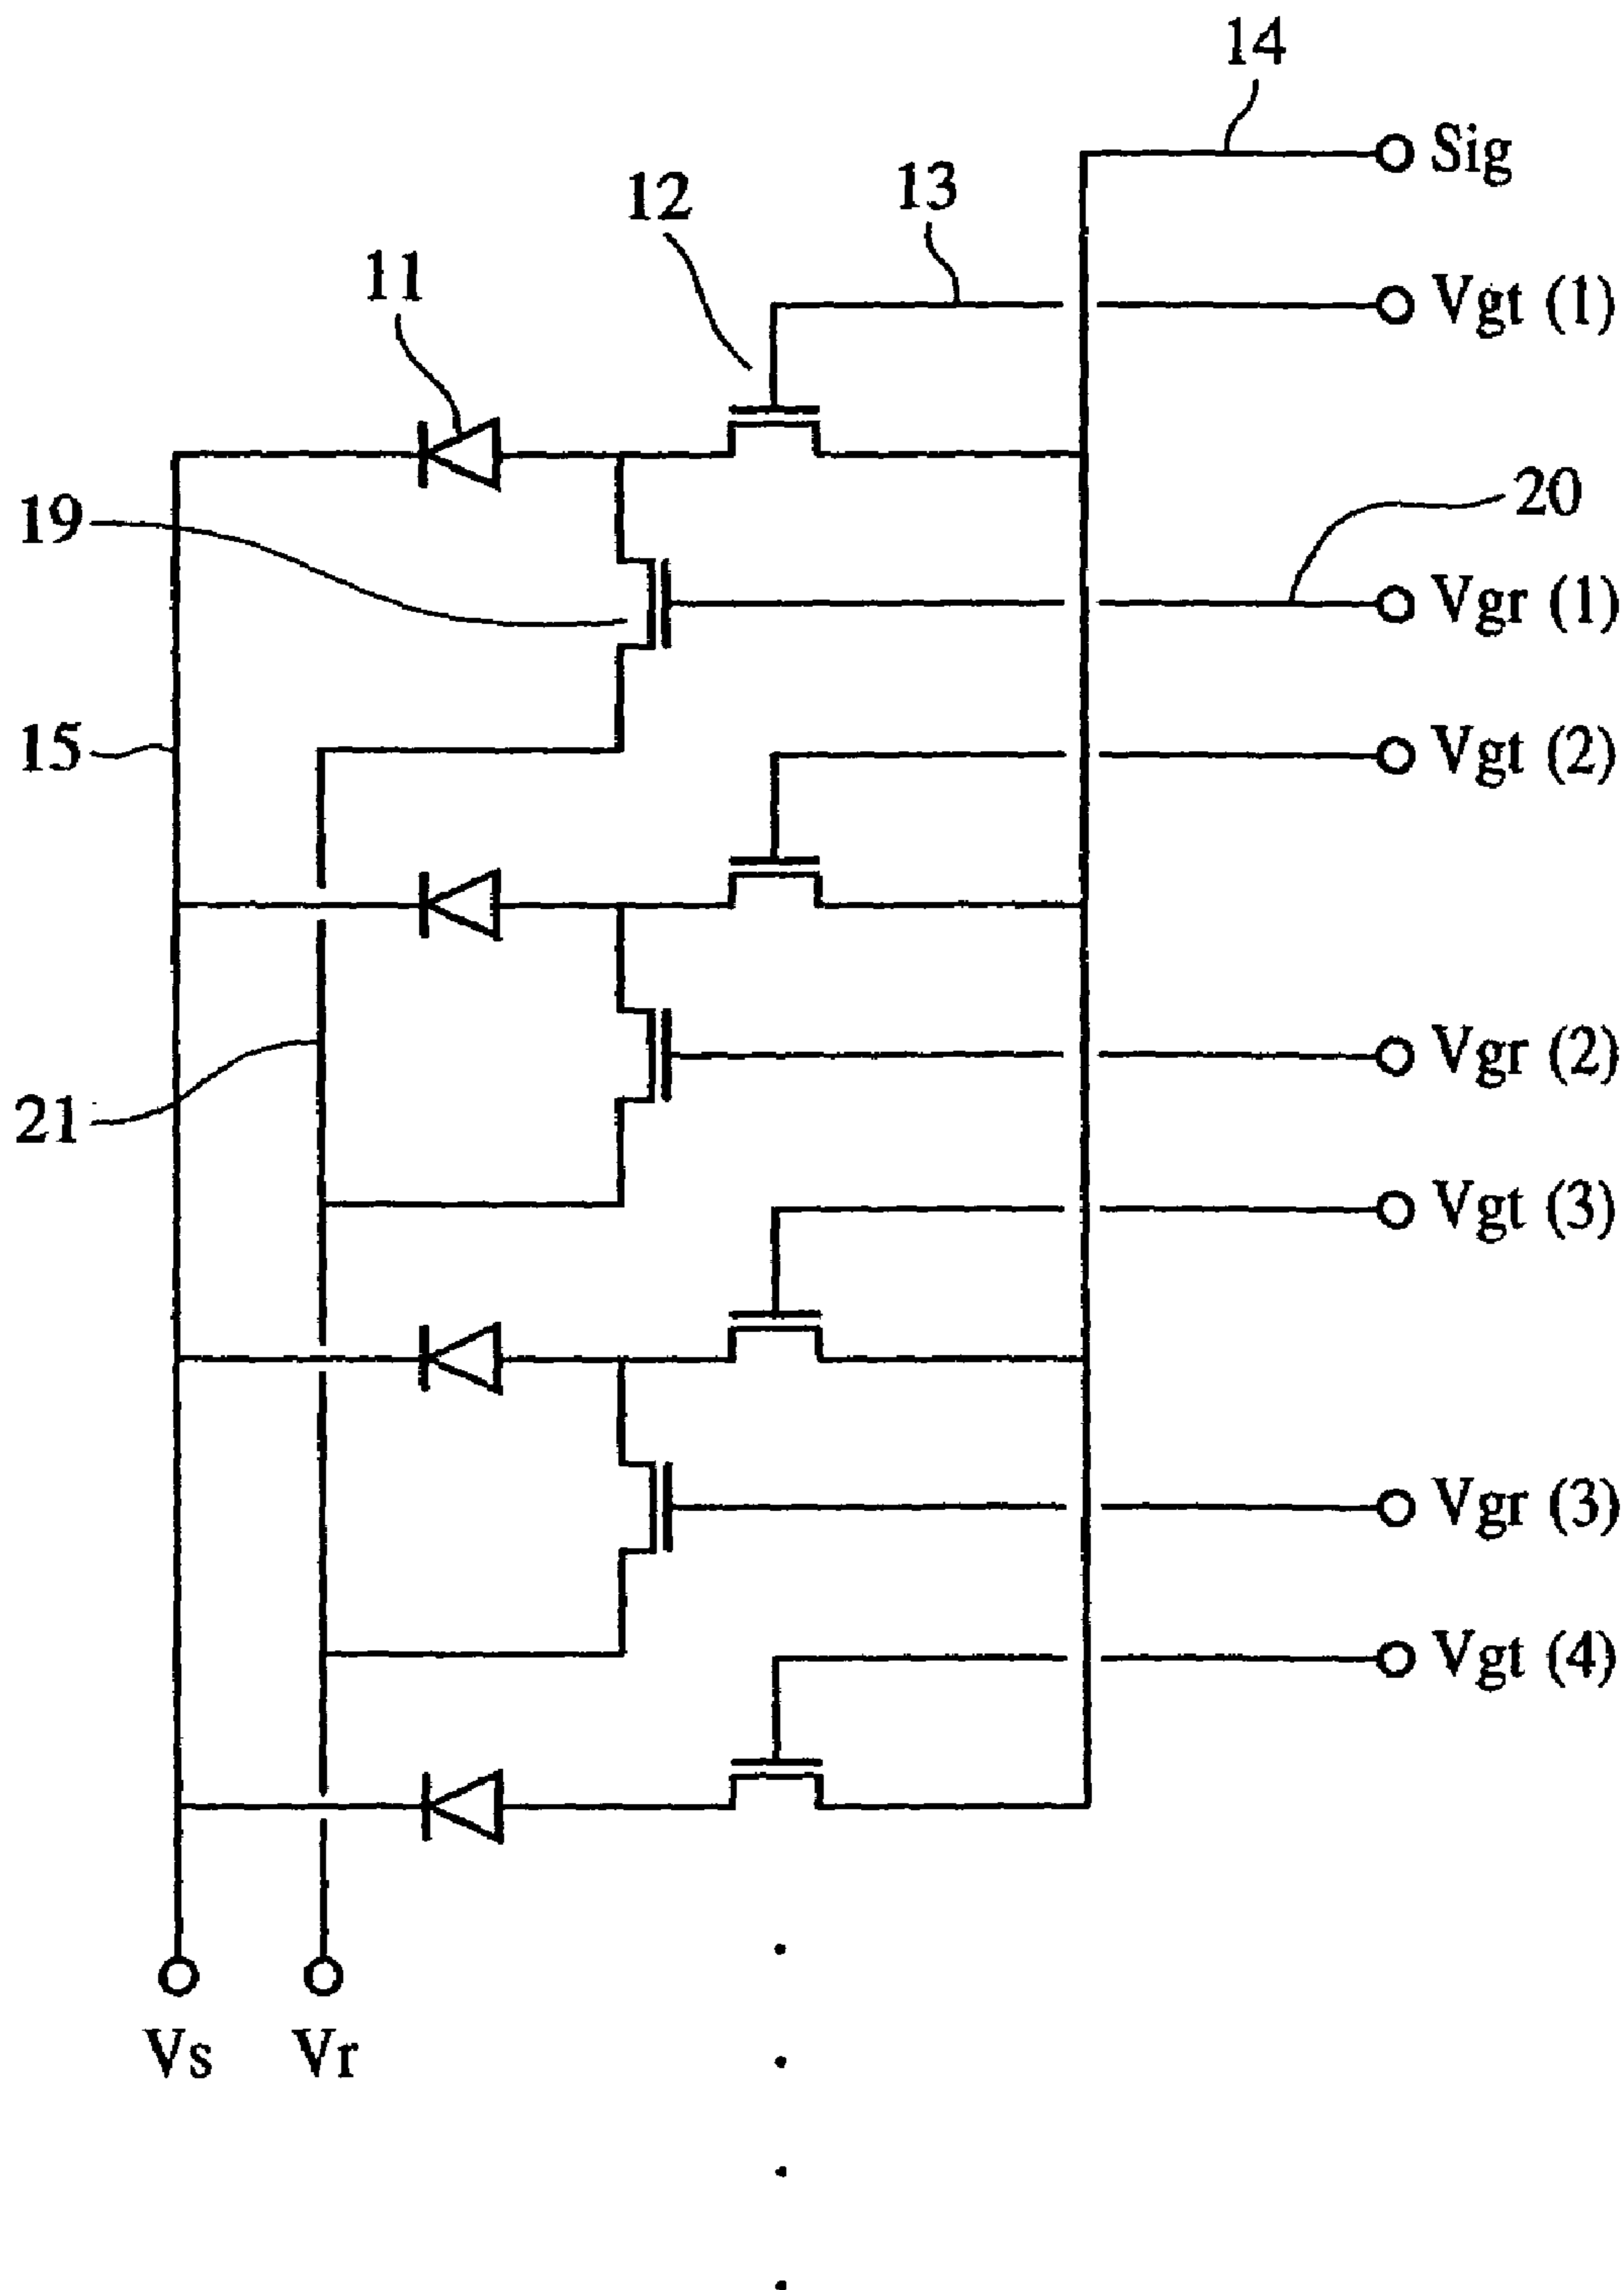 14
Sig
13
12
Vgt (1)
11
20
19
Vgr (1)
15
Vgt (2)
Vgr (2)
21
Vgt (3)
Vgr (3)
Vgt (4)
Vs
Vr